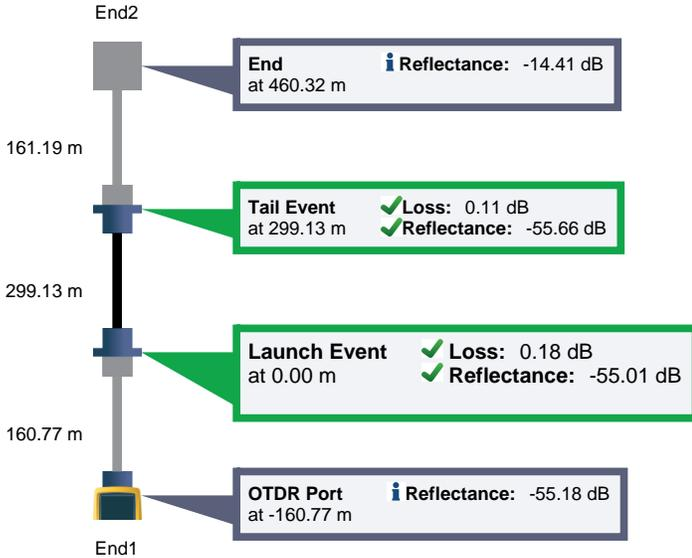 End2
End
Reflectance: -14.41 dB
at 460.32 m
161.19 m
Tail Event
Loss: 0.11 dB
at 299.13 m
Reflectance: -55.66 dB
299.13 m
Launch Event
Loss: 0.18 dB
at 0.00 m
Reflectance: -55.01 dB
160.77 m
OTDR Port
Reflectance: -55.18 dB
at -160.77 m
End1